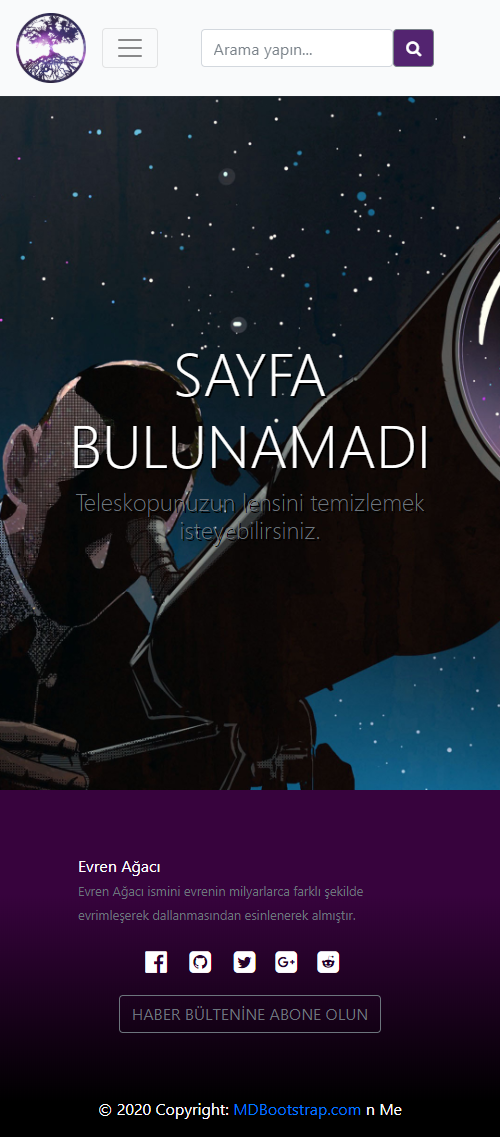 Arama yapın...
SAYFA
BULUNAMADI
Teleskopunuzun lensini temizlemek
isteyebilirsiniz.
Evren Ağacı
Evren Ağacı ismini evrenin milyarlarca farklı şekilde
evrimleşerek dallanmasından esinlenerek almıştır.
HABER BÜLTENİNE ABONE OLUN
© 2020 Copyright: MDBootstrap.com n Me